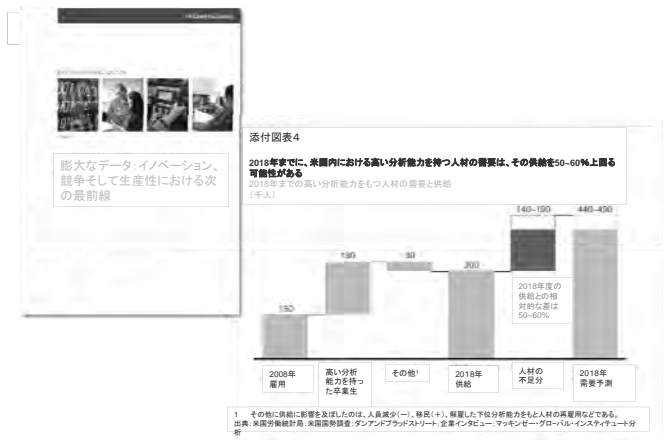 McKinsey&Company
膨大なデータ：イノベーション、
競争そして生産性における次
の最前線
添付図表４
2018年までに、米国内における高い分析能力を持つ人材の需要は、その供給を50~60％上回る
可能性がある
2018年までの高い分析能力をもつ人材の需要と供給
（千人）
140–190
440–490
180
30
300
150
2018年度の
供給との相
対的な差は
50~60%
2008年
雇用
高い分析
能力を持っ
た卒業生
その他¹
2018年
供給
人材の
不足分
2018年
需要予測
1 その他に供給に影響を及ぼしたのは、人員減少(－)、移民(＋)、解雇した下位分析能力をもと人材の再雇用などである。
出典：米国労働統計局；米国国勢調査；ダンアンドブラッドストリート；企業インタビュー；マッキンゼー・グローバル・インスティテュート分
析